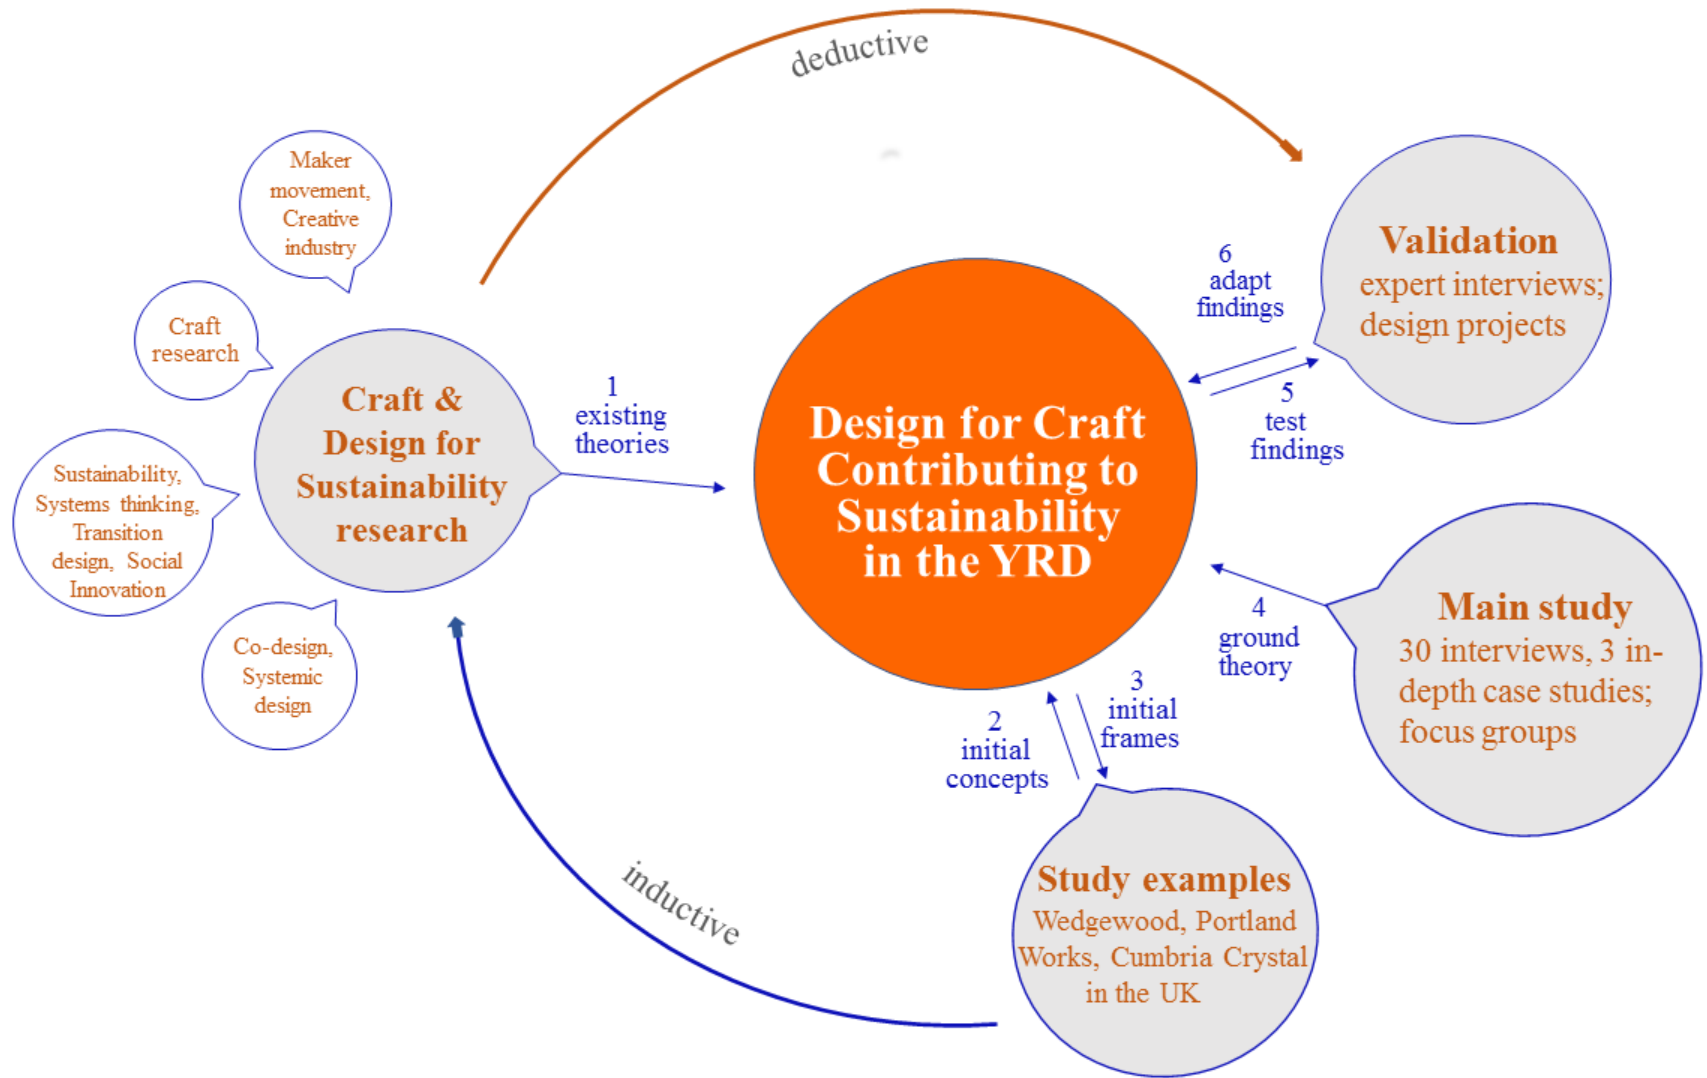 deductive
Maker
movement,
Creative
industry
Craft
research
Sustainability,
Systems thinking,
Transition
design, Social
Innovation
Co-design,
Systemic
design
Craft &
Design for
Sustainability
research
1
existing
theories
Design for Craft
Contributing to
Sustainability
in the YRD
6
adapt
findings
5
test
findings
Validation
expert interviews;
design projects
4
ground
theory
Main study
30 interviews, 3 in-
depth case studies;
focus groups
3
initial
frames
2
initial
concepts
Study examples
Wedgewood, Portland
Works, Cumbria Crystal
in the UK
inductive